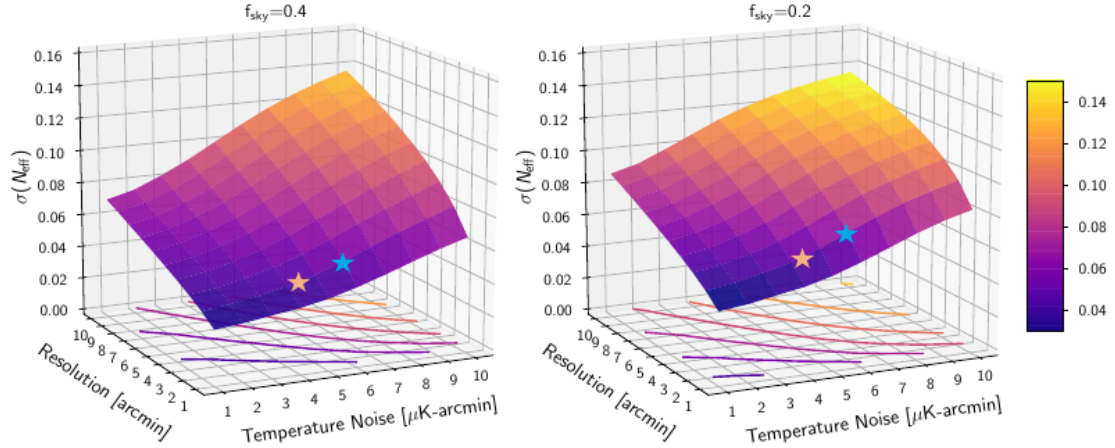 f_sky=0.4
0.16
0.14
0.12
0.10
0.08
0.06
0.04
0.02
0.00
σ(N_eff)
10 9 8 7 6 5 4 3 2 1
Resolution [arcmin]
1 2 3 4 5 6 7 8 9 10
Temperature Noise [μK-arcmin]
f_sky=0.2
0.16
0.14
0.12
0.10
0.08
0.06
0.04
0.02
0.00
σ(N_eff)
10 9 8 7 6 5 4 3 2 1
Resolution [arcmin]
1 2 3 4 5 6 7 8 9 10
Temperature Noise [μK-arcmin]
0.14
0.12
0.10
0.08
0.06
0.04